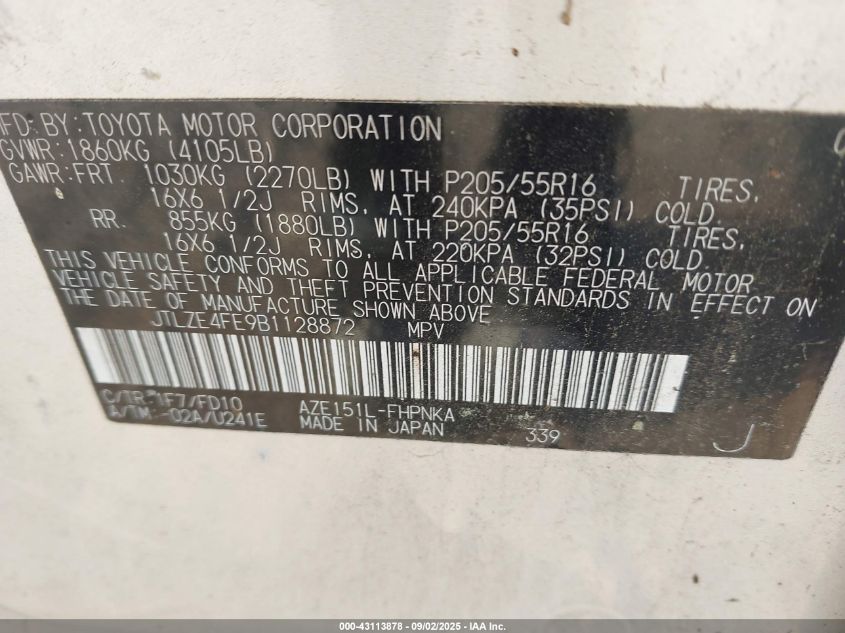 MFD. BY: TOYOTA MOTOR CORPORATION
GVWR: 1860KG (4105LB)
GAWR: FRT. 1030KG (2270LB) WITH P205/55R16 TIRES,
16X6 1/2J RIMS, AT 240KPA (35PSI) COLD.
RR. 855KG (1880LB) WITH P205/55R16 TIRES,
16X6 1/2J RIMS, AT 220KPA (32PSI) COLD
THIS VEHICLE CONFORMS TO ALL APPLICABLE FEDERAL MOTOR
VEHICLE SAFETY AND THEFT PREVENTION STANDARDS IN EFFECT ON
THE DATE OF MANUFACTURE SHOWN ABOVE
JTLZE4FE9B1128872 MPV
C/TR: 1F7/FD10 AZE151L-FHPNKA
A/TM: -02A/U241E MADE IN JAPAN 339 J
000-43113878 - 09/02/2025 - IAA Inc.